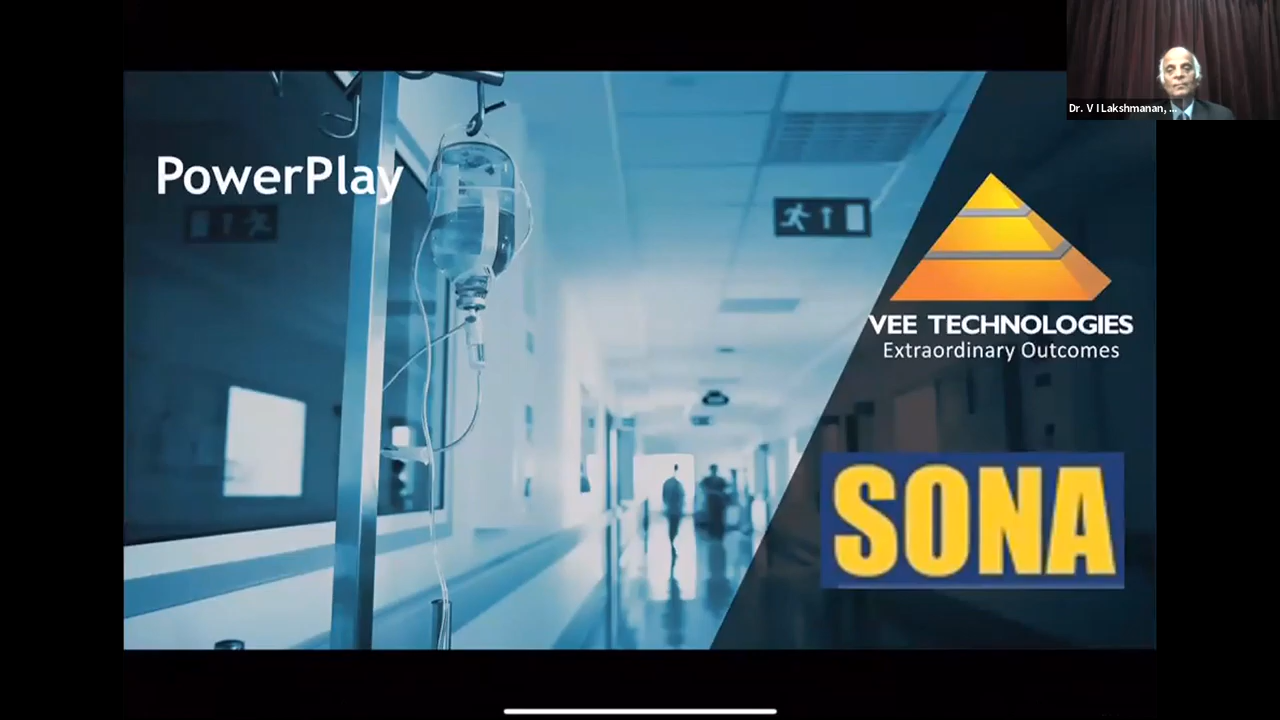 PowerPlay
Dr. V I Lakshmanan, ...
VEE TECHNOLOGIES
Extraordinary Outcomes
SONA